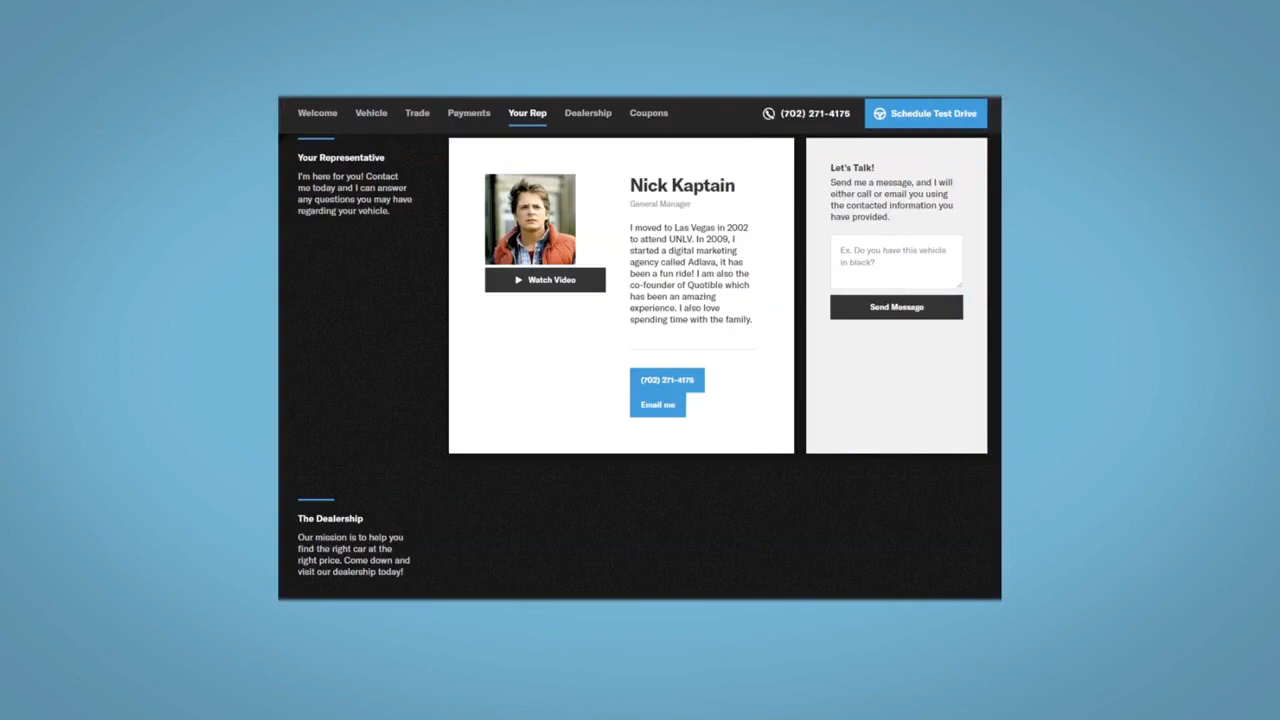 Welcome Vehicle Trade Payments Your Rep Dealership Coupons (702) 271-4175 Schedule Test Drive
Your Representative
I'm here for you! Contact
me today and I can answer
any questions you may have
regarding your vehicle.
Watch Video
Nick Kaptain
General Manager
I moved to Las Vegas in 2002
to attend UNLV. In 2009, I
started a digital marketing
agency called Adlava, it has
been a fun ride! I am also the
co-founder of Quotible which
has been an amazing
experience. I also love
spending time with the family.
(702) 271-4175
Email me
Let's Talk!
Send me a message, and I will
either call or email you using
the contacted information you
have provided.
Ex. Do you have this vehicle
in black?
Send Message
The Dealership
Our mission is to help you
find the right car at the
right price. Come down and
visit our dealership today!